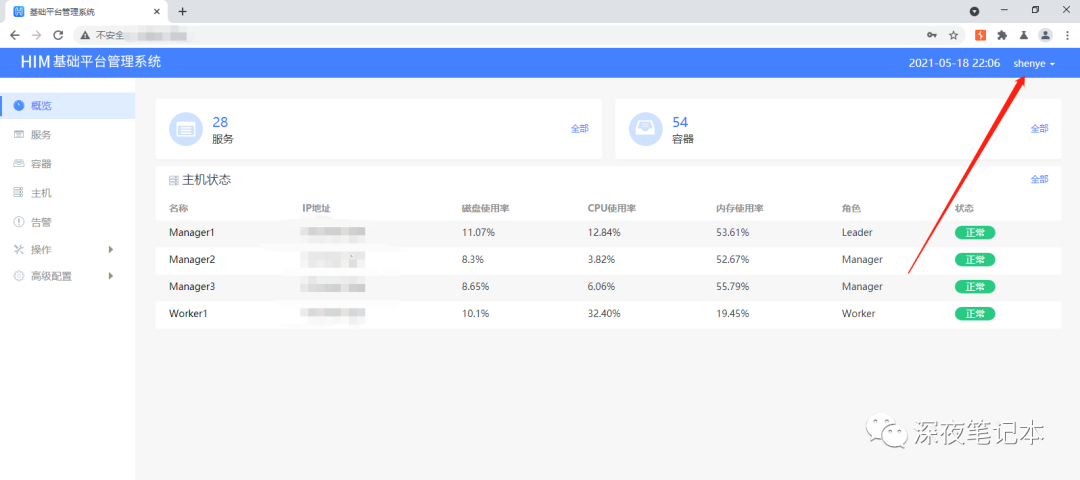 基础平台管理系统
不安全
HIM 基础平台管理系统
2021-05-18 22:06 shenye
概览
服务
容器
主机
告警
操作
高级配置
28
服务
全部
54
容器
全部
主机状态
全部
名称 IP地址 磁盘使用率 CPU使用率 内存使用率 角色 状态
Manager1 11.07% 12.84% 53.61% Leader 正常
Manager2 8.3% 3.82% 52.67% Manager 正常
Manager3 8.65% 6.06% 55.79% Manager 正常
Worker1 10.1% 32.40% 19.45% Worker 正常
深夜笔记本